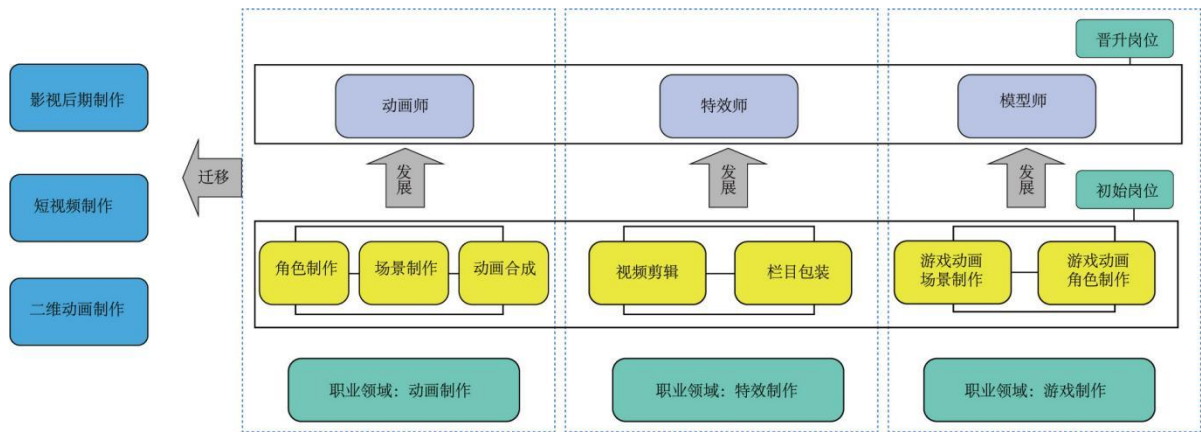 晋升岗位
影视后期制作
动画师
特效师
模型师
迁移
发展
发展
发展
短视频制作
初始岗位
角色制作
场景制作
动画合成
视频剪辑
栏目包装
游戏动画
场景制作
游戏动画
角色制作
二维动画制作
职业领域：动画制作
职业领域：特效制作
职业领域：游戏制作